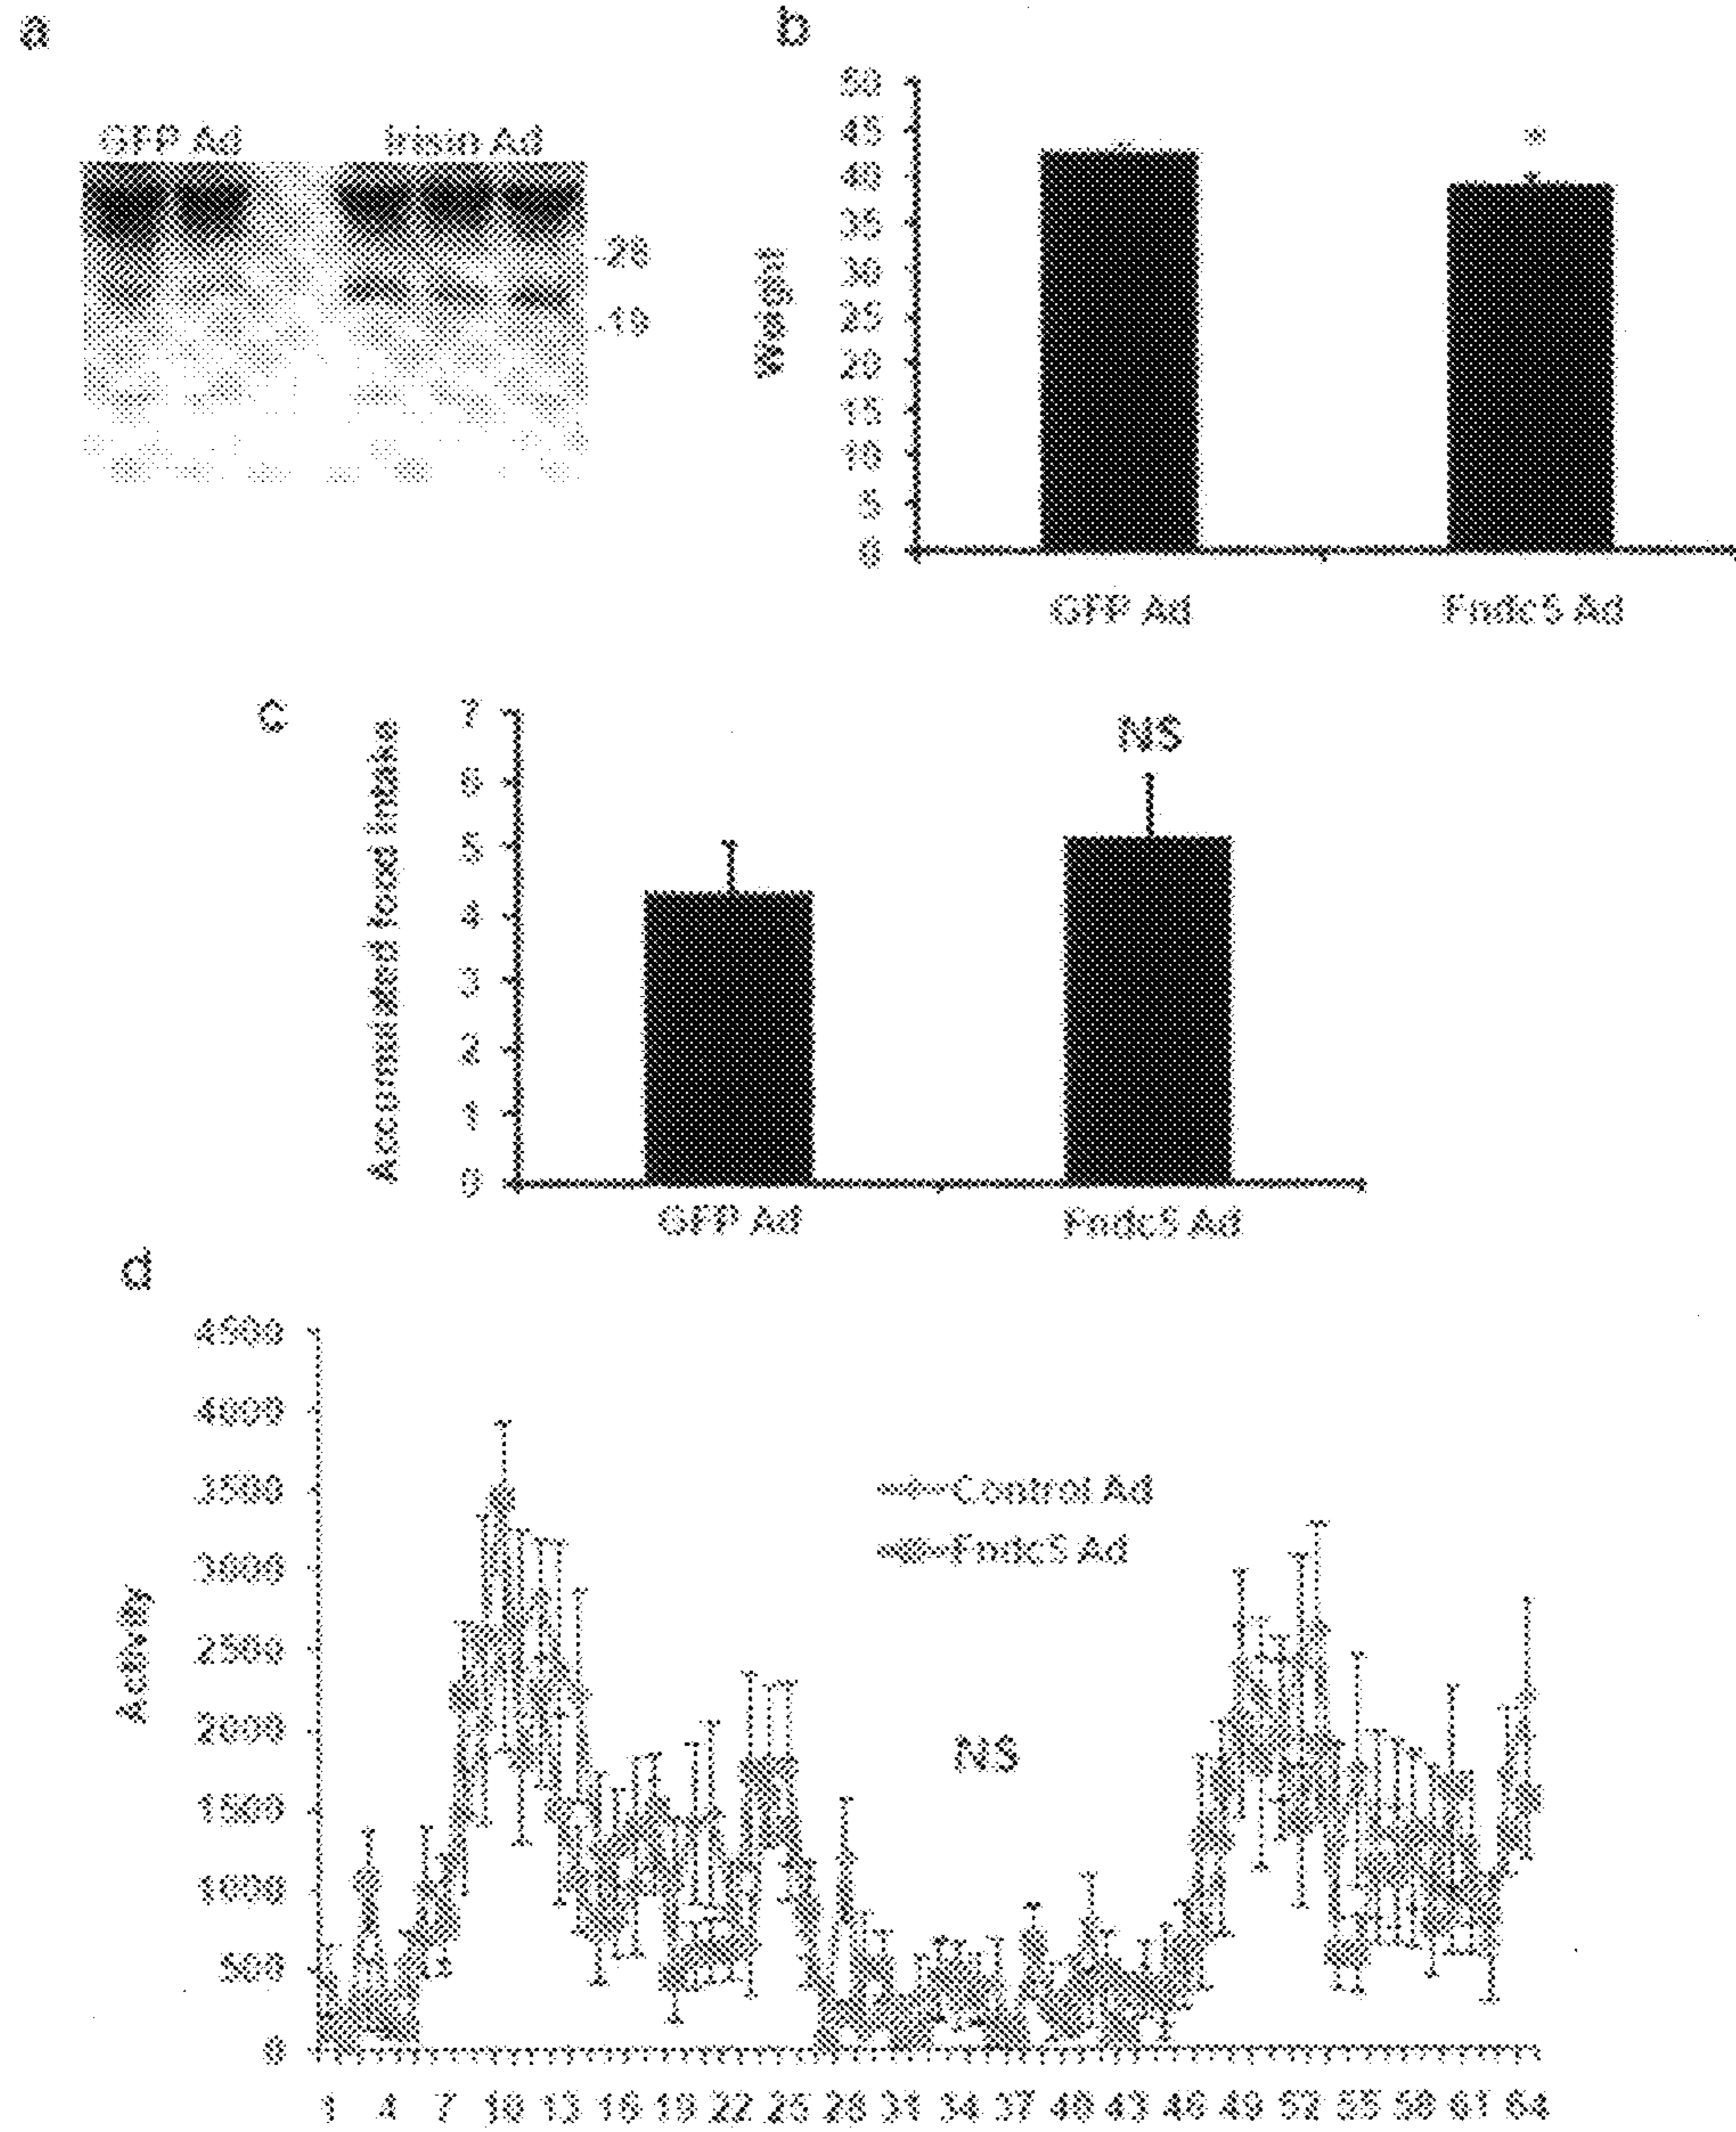 a
GFP Ad
Irisin Ad
-28
-19
b
Weight
50
45
40
35
30
25
20
15
10
5
0
*
GFP Ad
Fndc5 Ad
c
Accumulated food intake
7
6
5
4
3
2
1
0
NS
GFP Ad
Fndc5 Ad
d
Activity
4500
4000
3500
3000
2500
2000
1500
1000
500
0
Control Ad
Fndc5 Ad
NS
1 4 7 10 13 16 19 22 25 28 31 34 37 40 43 46 49 52 55 58 61 64